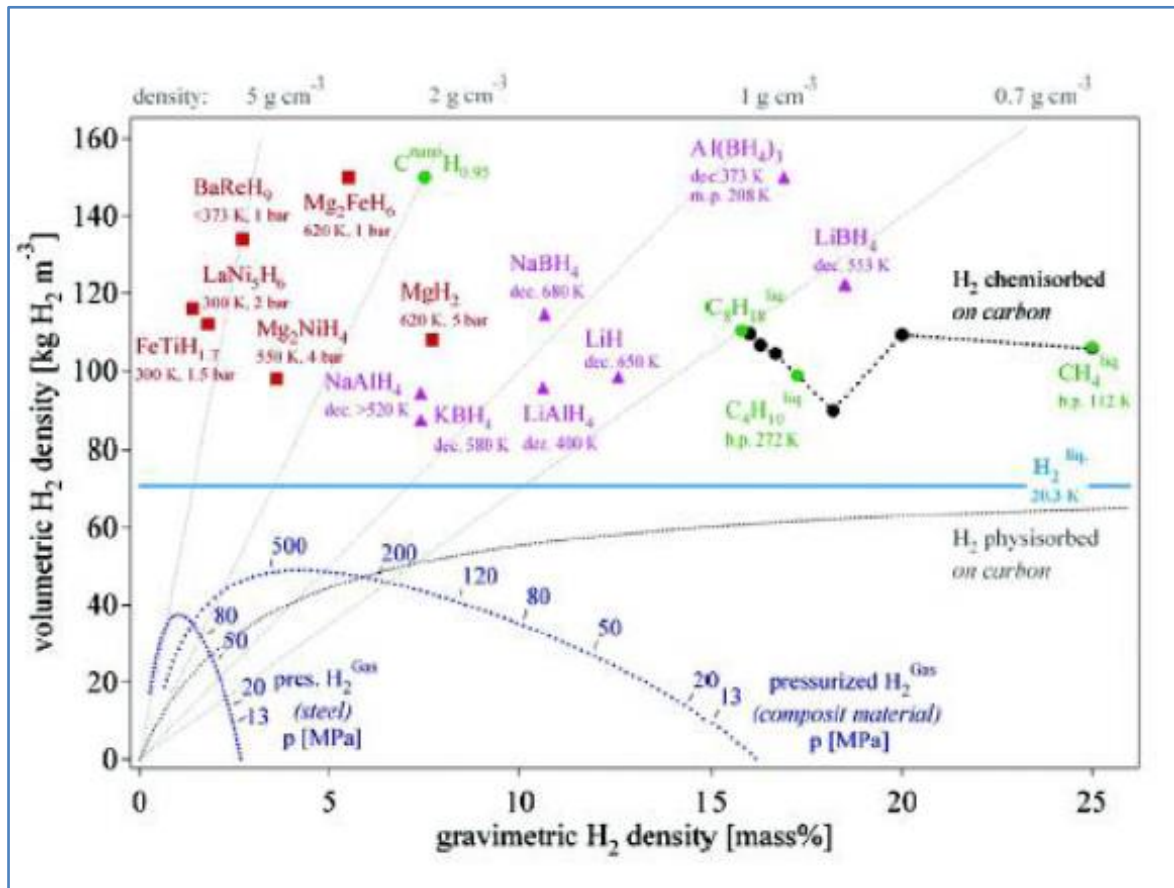 density: 5 g cm⁻³ 2 g cm⁻³ 1 g cm⁻³ 0.7 g cm⁻³
volumetric H₂ density [kg H₂ m⁻³]
160
140
120
100
80
60
40
20
0
BaReH₉
<373 K, 1 bar
Mg₂FeH₆
620 K, 1 bar
Cⁿᵃⁿᵒ H₀.₉₅
LaNi₅H₆
300 K, 2 bar
FeTiH₁.₇
300 K, 1.5 bar
Mg₂NiH₄
550 K, 4 bar
MgH₂
620 K, 5 bar
NaAlH₄
dec. >520 K
KBH₄
dec. 580 K
NaBH₄
dec. 680 K
LiAlH₄
dec. 400 K
LiH
dec. 650 K
Al(BH₄)₃
dec.373 K
m.p. 208K
LiBH₄
dec. 553 K
C₈H₁₈ liq.
C₄H₁₀ liq
b.p. 272 K
H₂ chemisorbed
on carbon
CH₄ liq
b.p. 112 K
H₂ liq.
20.3 K
H₂ physisorbed
on carbon
500
200
120
80
50
20
13
80
50
20
13
pres. H₂ Gas
(steel)
p [MPa]
pressurized H₂ Gas
(composit material)
p [MPa]
0 5 10 15 20 25
gravimetric H₂ density [mass%]